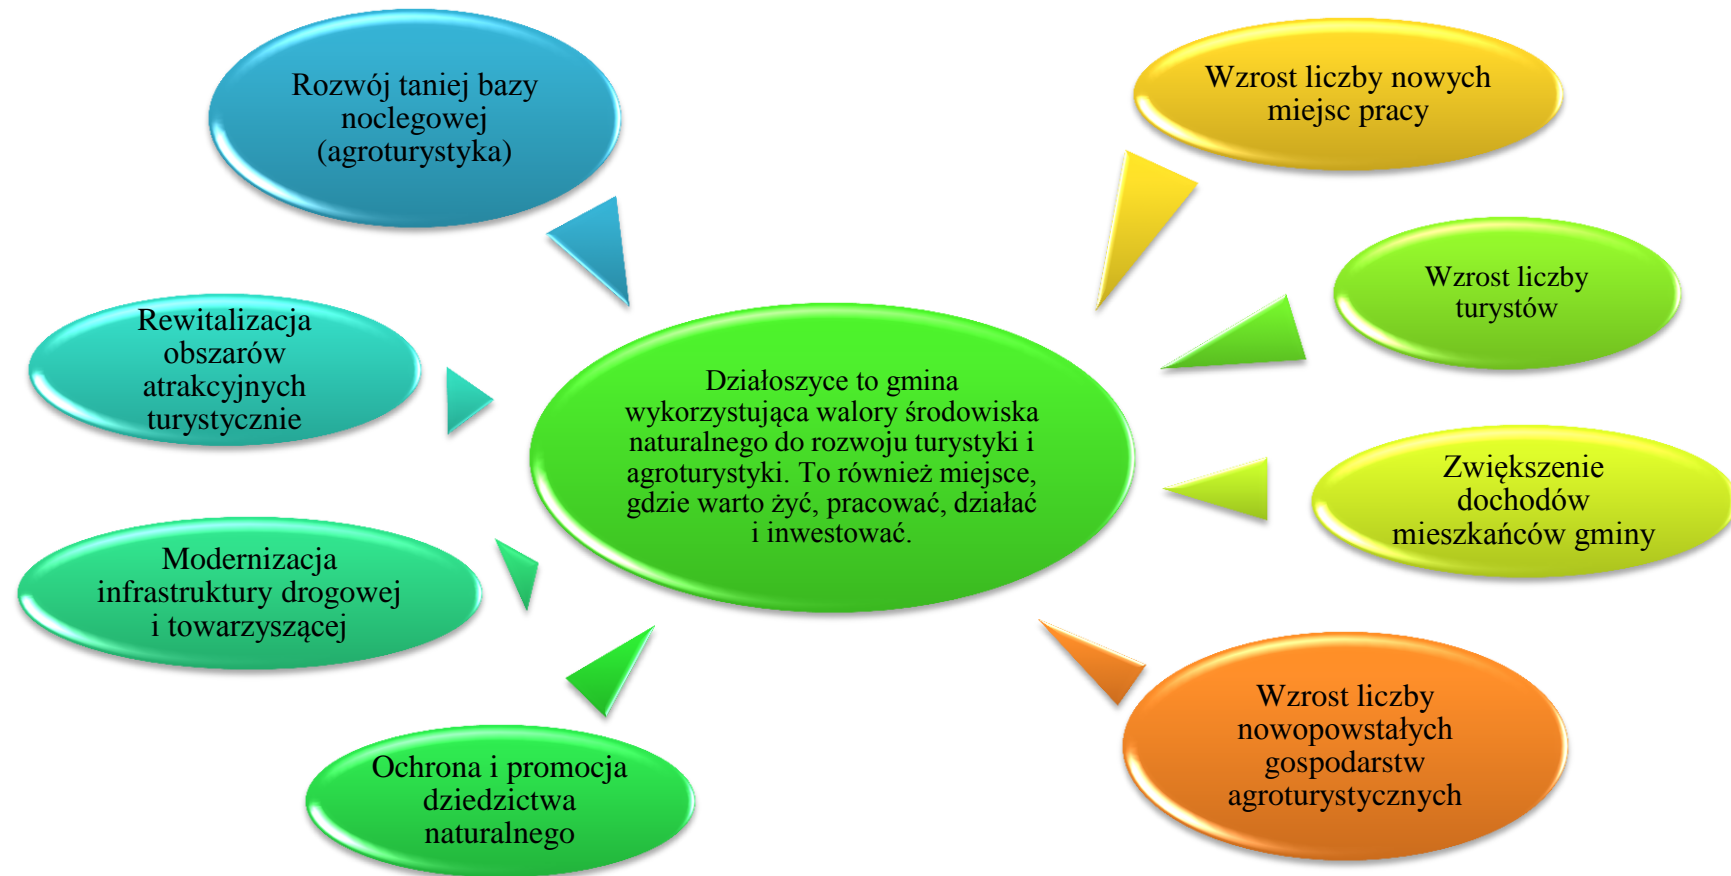 Rozwój taniej bazy
noclegowej
(agroturystyka)
Rewitalizacja
obszarów
atrakcyjnych
turystycznie
Modernizacja
infrastruktury drogowej
i towarzyszącej
Ochrona i promocja
dziedzictwa
naturalnego
Działoszyce to gmina
wykorzystująca walory środowiska
naturalnego do rozwoju turystyki i
agroturystyki. To również miejsce,
gdzie warto żyć, pracować, działać
i inwestować.
Wzrost liczby nowych
miejsc pracy
Wzrost liczby
turystów
Zwiększenie
dochodów
mieszkańców gminy
Wzrost liczby
nowopowstałych
gospodarstw
agroturystycznych